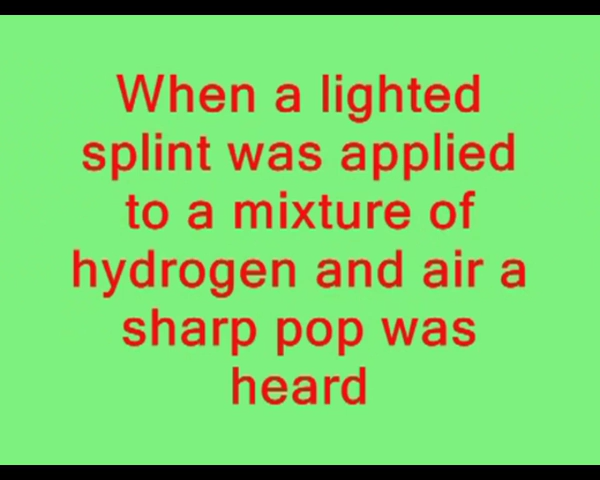 When a lighted
splint was applied
to a mixture of
hydrogen and air a
sharp pop was
heard